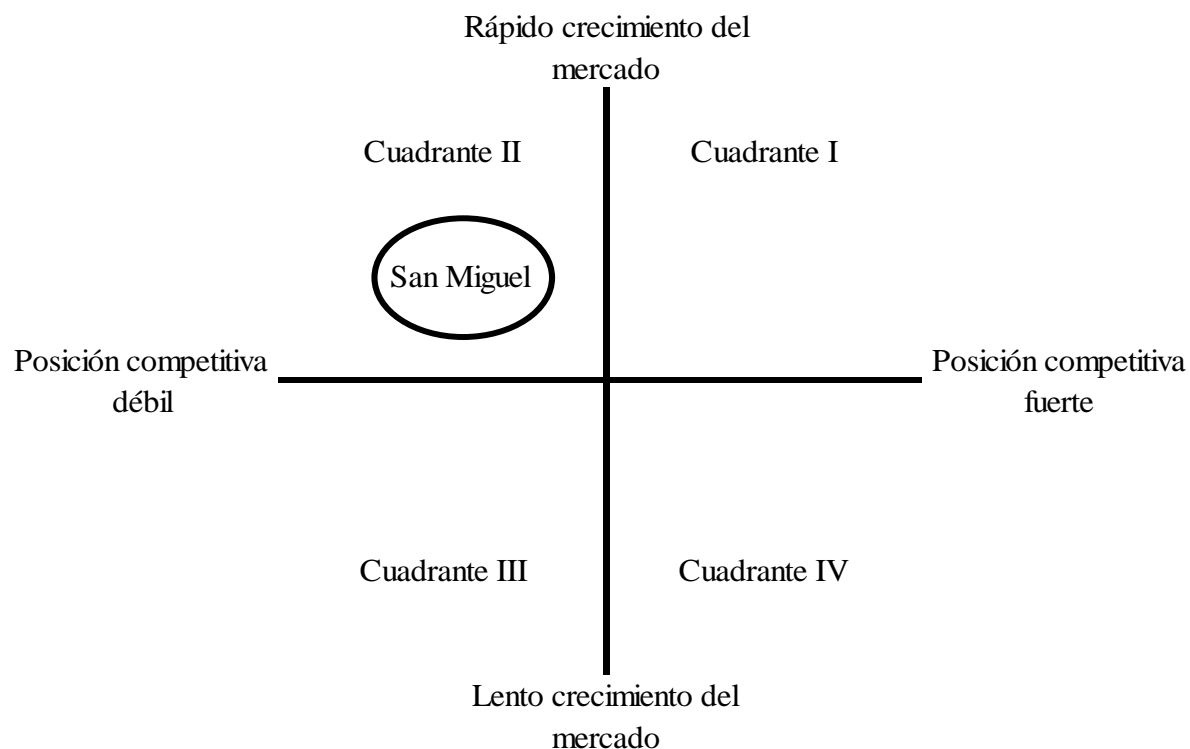 Rápido crecimiento del
mercado
Cuadrante II
Cuadrante I
San Miguel
Posición competitiva
débil
Posición competitiva
fuerte
Cuadrante III
Cuadrante IV
Lento crecimiento del
mercado